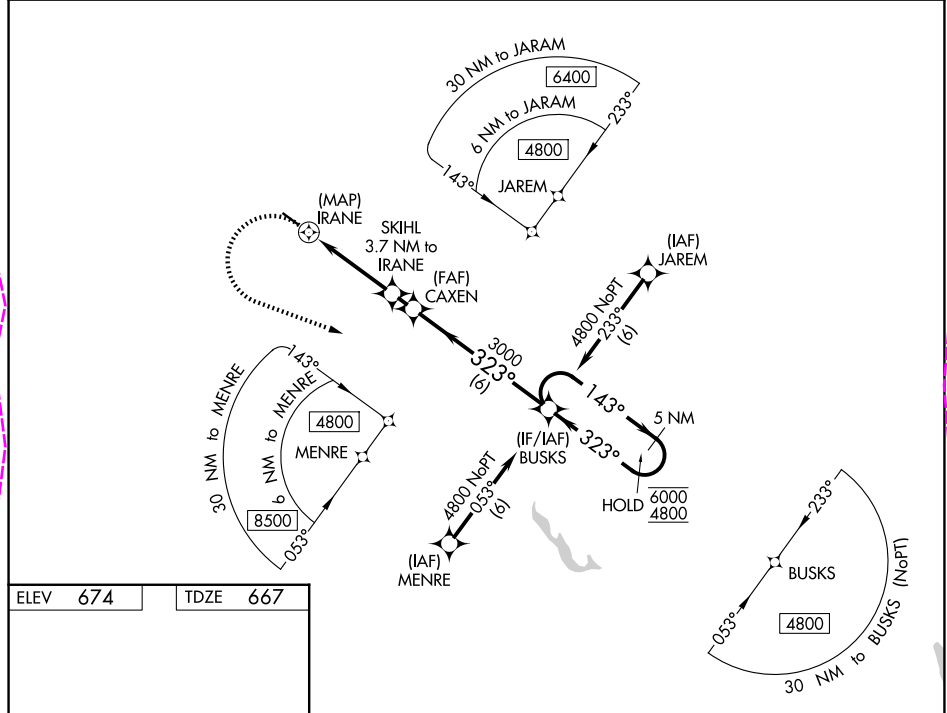 30 NM to JARAM
6400
6 NM to JARAM
233°
4800
143°
JAREM
(MAP)
IRANE
SKIHL
3.7 NM to
IRANE
(FAF)
CAXEN
(IAF)
JAREM
4800 NoPT
233°
(6)
3000
323°
(6)
143°
5 NM
323°
(IF/IAF)
BUSKS
HOLD 6000
4800
143°
30 NM to MENRE
6 NM to MENRE
4800
MENRE
8500
053°
4800 NoPT
053°
(6)
(IAF)
MENRE
233°
BUSKS
053°
4800
30 NM to BUSKS (NoPT)
ELEV 674 TDZE 667